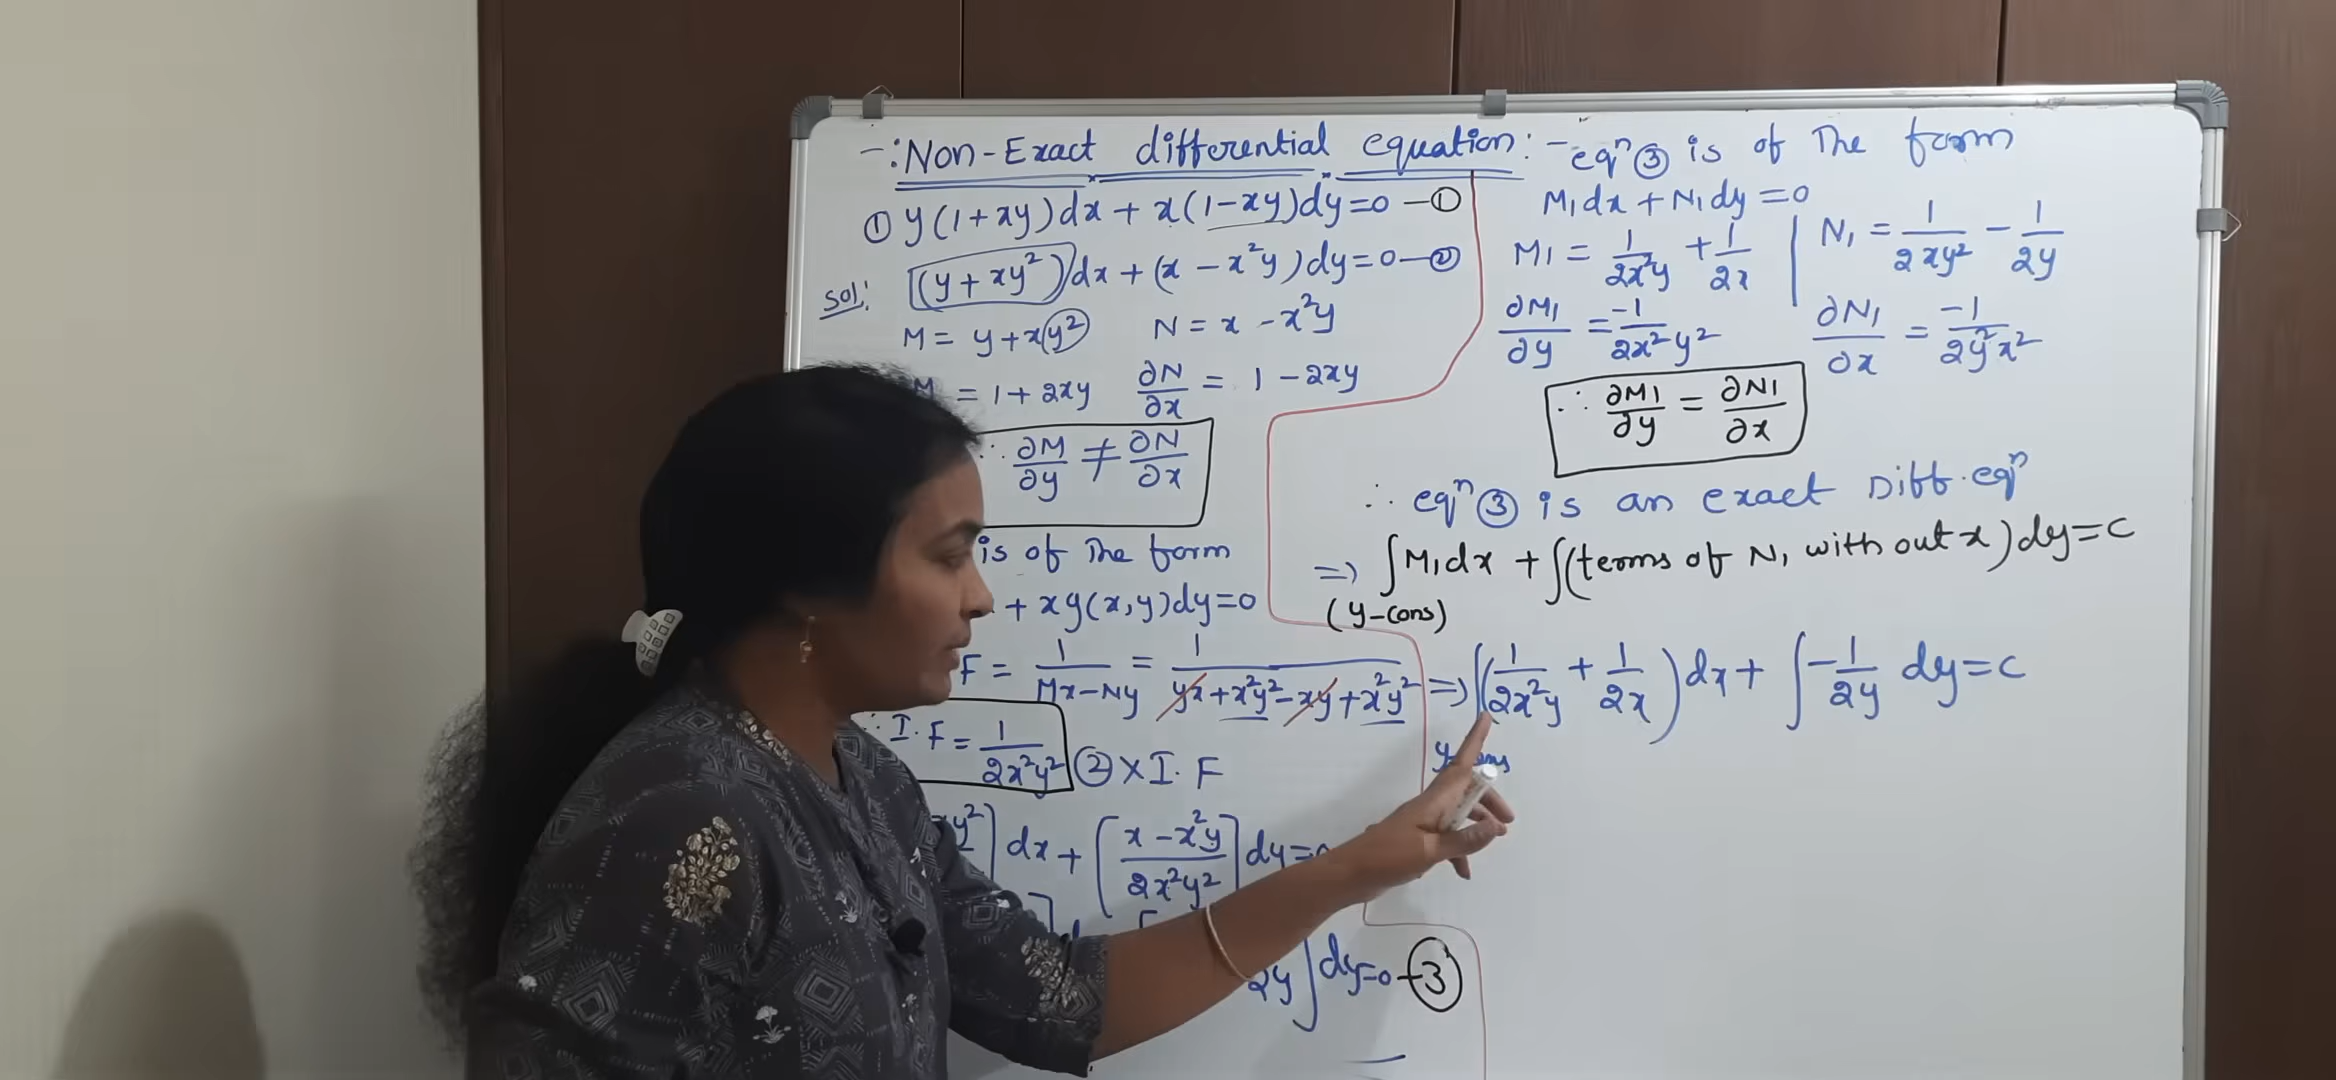 -: Non-Exact differential equation: -
① y(1+xy)dx + x(1-xy)dy=0 -①
Sol: (y+xy²)dx + (x-x²y)dy=0-②
M = y+xy² N = x-x²y
= 1+2xy ∂N/∂x = 1-2xy
∴ ∂M/∂y ≠ ∂N/∂x
is of the form
+ xg(x,y)dy=0
F = 1/(Mx-Ny) = 1/(yx+x²y²-xy+x²y²)
∴ I.F = 1/(2x²y²) ② X I.F
xy²] dx + [(x-x²y)/(2x²y²)] dy=0
2y] dy=0 -③
eqⁿ ③ is of the form
M₁dx + N₁dy = 0
M₁ = 1/(2x²y) + 1/(2x) | N₁ = 1/(2xy²) - 1/(2y)
∂M₁/∂y = -1/(2x²y²) ∂N₁/∂x = -1/(2y²x²)
∴ ∂M₁/∂y = ∂N₁/∂x
∴ eqⁿ ③ is an exact Diff.eqⁿ
=> ∫M₁dx + ∫(terms of N₁ with out x)dy=c
(y-cons)
=> ∫(1/(2x²y) + 1/(2x))dx + ∫-1/(2y) dy=c